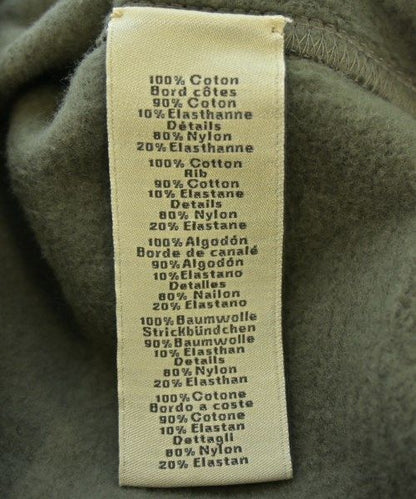 100% Coton
Bord côtes
90% Coton
10% Elasthanne
Détails
80% Nylon
20% Elasthanne
100% Cotton
Rib
90% Cotton
10% Elastane
Details
80% Nylon
20% Elastane
100% Algodón
Borde de canalé
90% Algodón
10% Elastano
Detalles
80% Nailon
20% Elastano
100% Baumwolle
Strickbündchen
90% Baumwolle
10% Elasthan
Details
80% Nylon
20% Elasthan
100% Cotone
Bordo a coste
90% Cotone
10% Elastan
Dettagli
80% Nylon
20% Elastan